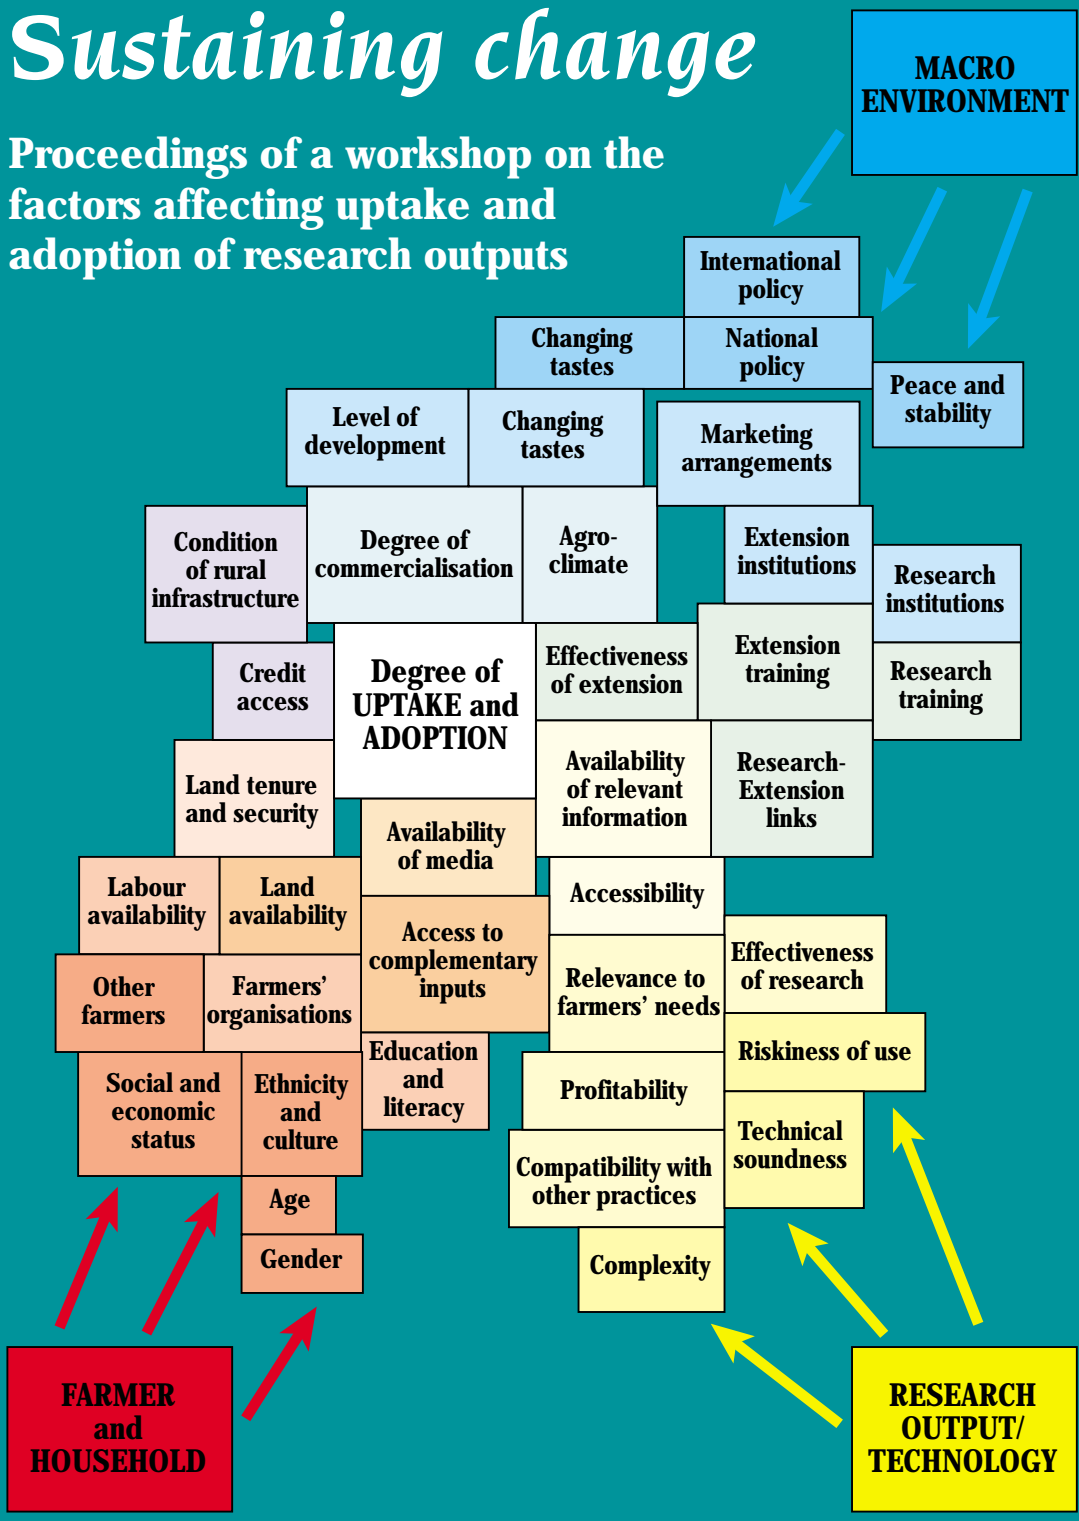 Sustaining change
Proceedings of a workshop on the
factors affecting uptake and
adoption of research outputs
MACRO
ENVIRONMENT
International
policy
Changing
tastes
National
policy
Peace and
stability
Level of
development
Changing
tastes
Marketing
arrangements
Condition
of rural
infrastructure
Degree of
commercialisation
Agro-
climate
Extension
institutions
Research
institutions
Credit
access
Degree of
UPTAKE and
ADOPTION
Effectiveness
of extension
Extension
training
Research
training
Land tenure
and security
Availability
of media
Availability
of relevant
information
Research-
Extension
links
Labour
availability
Land
availability
Access to
complementary
inputs
Accessibility
Other
farmers
Farmers’
organisations
Relevance to
farmers’ needs
Effectiveness
of research
Riskiness of use
Social and
economic
status
Ethnicity
and
culture
Education
and
literacy
Profitability
Technical
soundness
Age
Compatibility with
other practices
Gender
Complexity
FARMER
and
HOUSEHOLD
RESEARCH
OUTPUT/
TECHNOLOGY